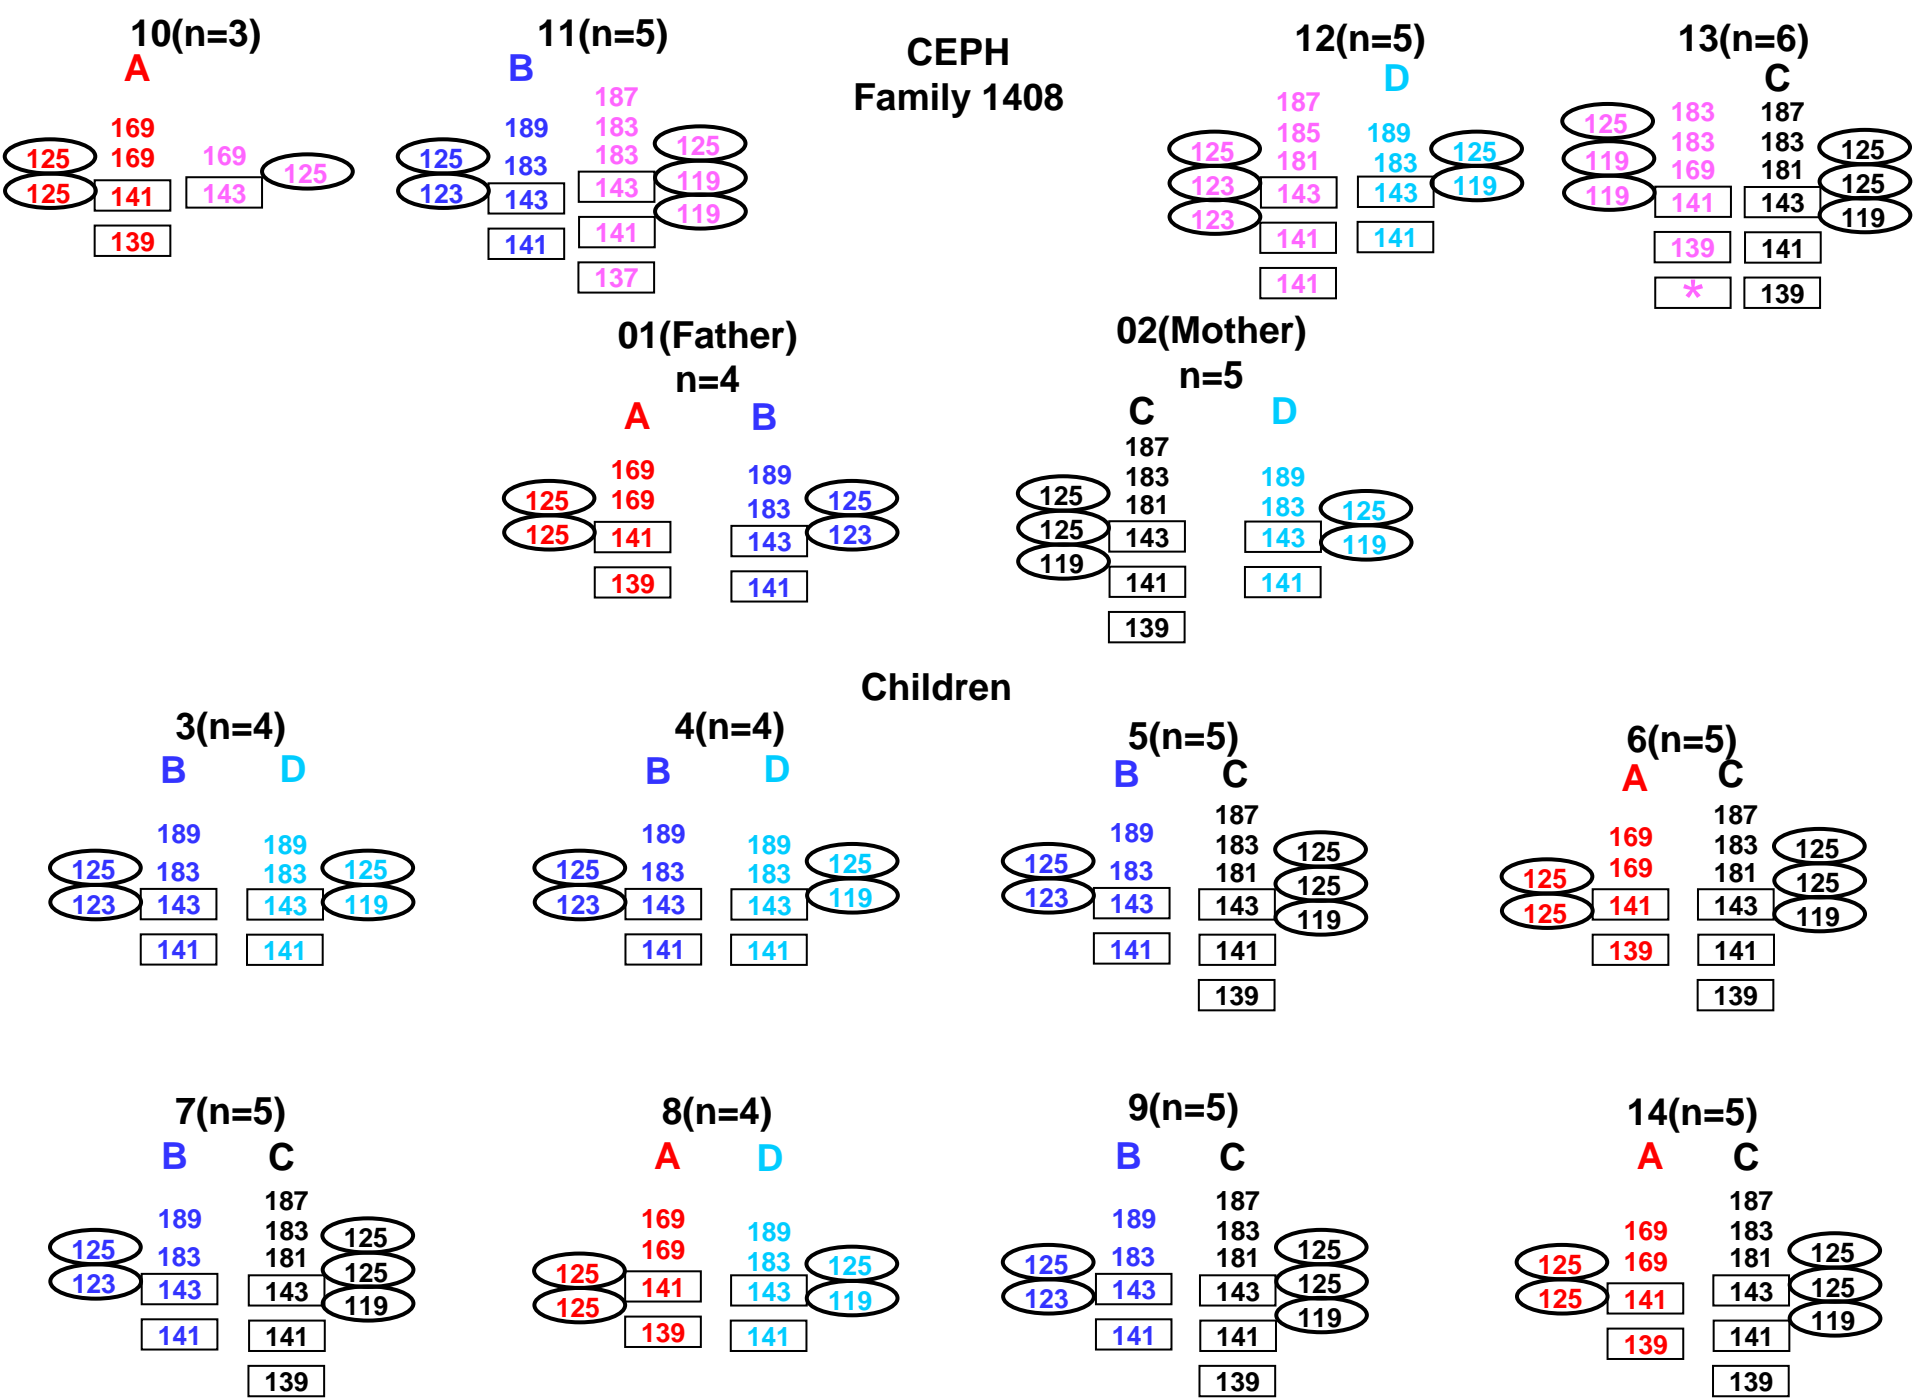 10(n=3)
A
169
125 169 169
125 141 143 125
139
11(n=5)
B
187
189 183
125 183 183 125
123 143 143 119
141 141 119
137
CEPH
Family 1408
12(n=5)
D
187
185 189
125 181 183 125
123 143 143 119
123 141 141
141
13(n=6)
C
183 187
125 183 183
119 169 181 125
119 141 143 125
139 141 119
* 139
01(Father)
n=4
A B
169 189
125 169 183 125
125 141 143 123
139 141
02(Mother)
n=5
C D
187
183 189
125 181 183 125
125 143 143 119
119 141 141
139
Children
3(n=4)
B D
189 189
125 183 183 125
123 143 143 119
141 141
4(n=4)
B D
189 189
125 183 183 125
123 143 143 119
141 141
5(n=5)
B C
187
189 183 125
125 183 181 125
123 143 143 119
141 141
139
6(n=5)
A C
187
169 183 125
125 169 181 125
125 141 143 119
139 141
139
7(n=5)
B C
187
189 183 125
125 183 181 125
123 143 143 119
141 141
139
8(n=4)
A D
169 189
125 169 183 125
125 141 143 119
139 141
9(n=5)
B C
187
189 183 125
125 183 181 125
123 143 143 119
141 141
139
14(n=5)
A C
187
169 183 125
125 169 181 125
125 141 143 119
139 141
139